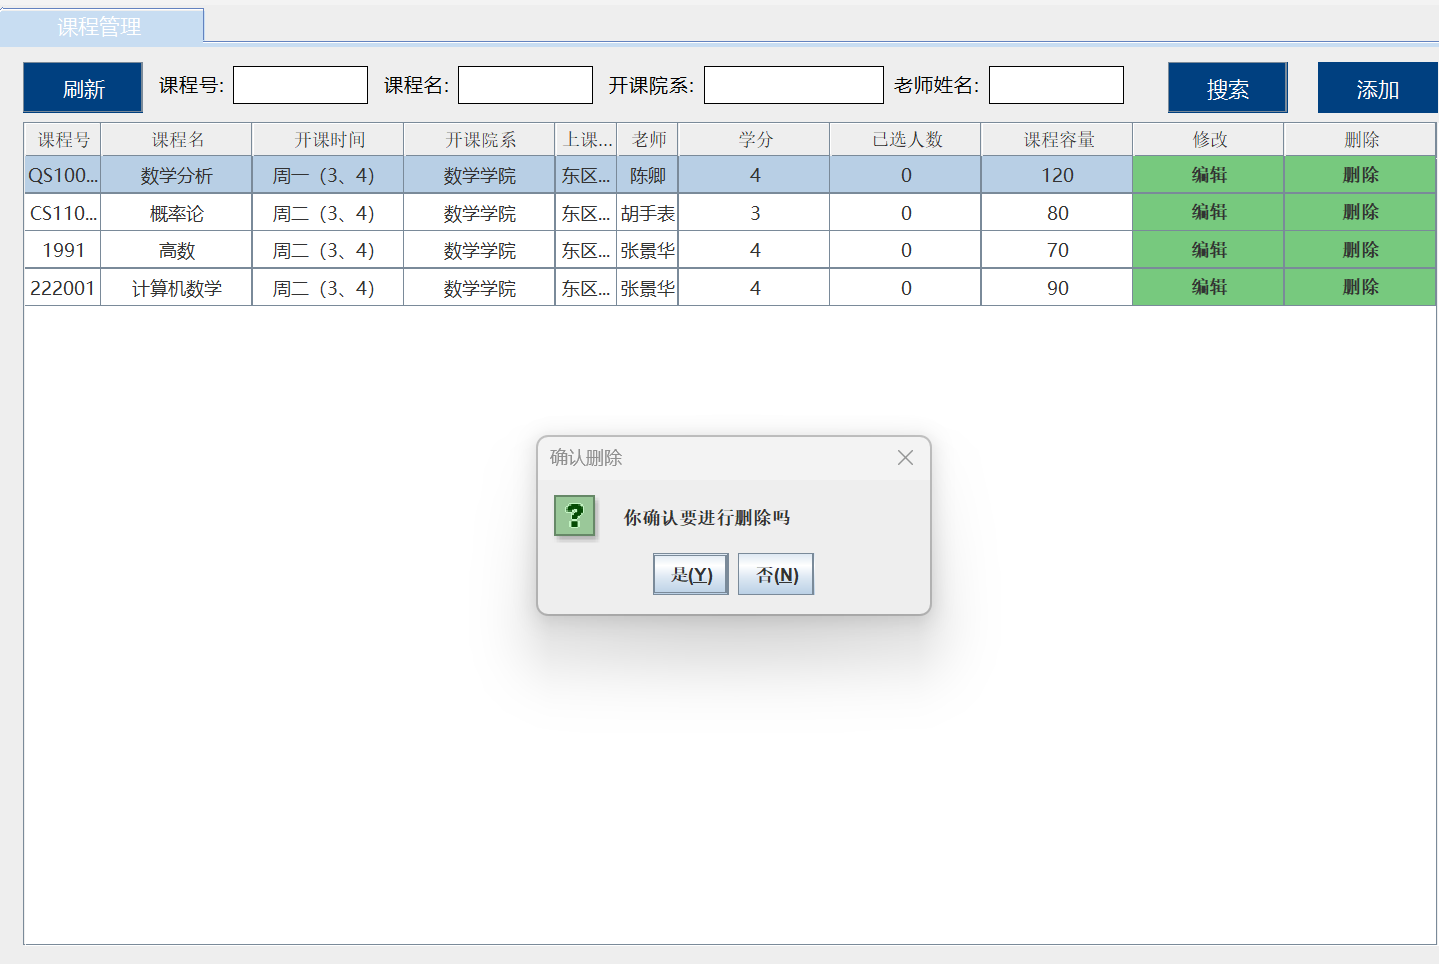 课程管理
刷新 课程号: 课程名: 开课院系: 老师姓名: 搜索 添加
课程号 课程名 开课时间 开课院系 上课... 老师 学分 已选人数 课程容量 修改 删除
QS100... 数学分析 周一（3、4） 数学学院 东区... 陈卿 4 0 120 编辑 删除
CS110... 概率论 周二（3、4） 数学学院 东区... 胡手表 3 0 80 编辑 删除
1991 高数 周二（3、4） 数学学院 东区... 张景华 4 0 70 编辑 删除
222001 计算机数学 周二（3、4） 数学学院 东区... 张景华 4 0 90 编辑 删除
确认删除
?
你确认要进行删除吗
是(Y) 否(N)